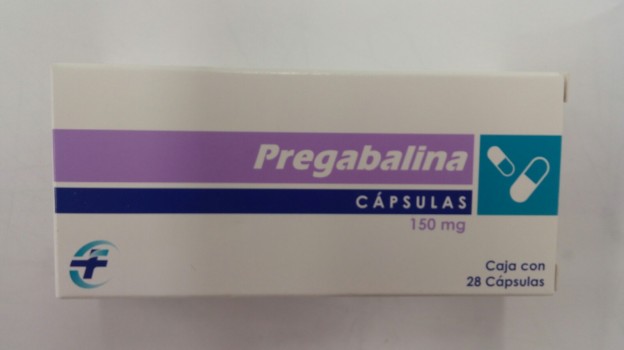 Pregabalina
CÁPSULAS
150 mg
Caja con
28 Cápsulas